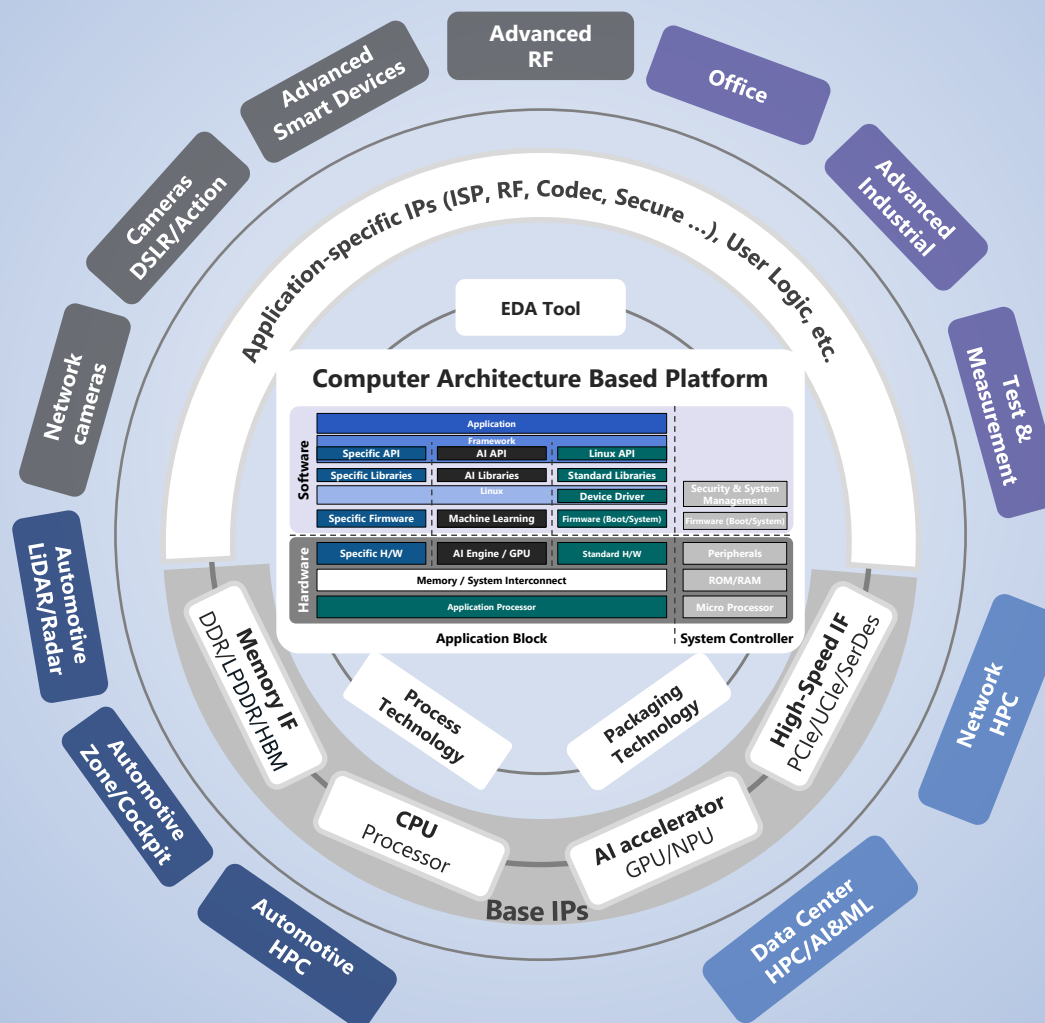 Advanced
RF
Advanced
Smart Devices
Office
Cameras
DSLR/Action
Advanced
Industrial
Network
cameras
Test &
Measurement
Automotive
LiDAR/Radar
Network
HPC
Automotive
Zone/Cockpit
Automotive
HPC
Data Center
HPC/AI&ML
Application-specific IPs (ISP, RF, Codec, Secure ...), User Logic, etc.
EDA Tool
Computer Architecture Based Platform
Software
Application
Framework
Specific API
AI API
Linux API
Specific Libraries
AI Libraries
Standard Libraries
Linux
Device Driver
Security & System
Management
Specific Firmware
Machine Learning
Firmware (Boot/System)
Firmware (Boot/System)
Hardware
Specific H/W
AI Engine / GPU
Standard H/W
Peripherals
Memory / System Interconnect
ROM/RAM
Application Processor
Micro Processor
Application Block
System Controller
Memory IF
DDR/LPDDR/HBM
Process
Technology
Packaging
Technology
High-Speed IF
PCIe/UCIe/SerDes
CPU
Processor
AI accelerator
GPU/NPU
Base IPs